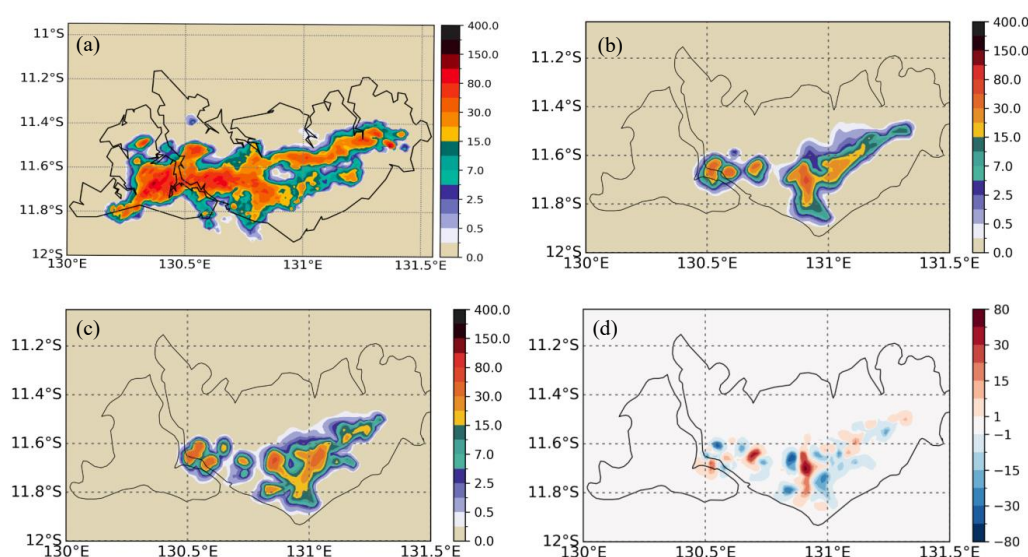 (a)
11°S
11.2°S
11.4°S
11.6°S
11.8°S
12°S
130°E
130.5°E
131°E
131.5°E
400.0
150.0
80.0
30.0
15.0
7.0
2.5
0.5
0.0
(b)
11.2°S
11.4°S
11.6°S
11.8°S
12°S
130°E
130.5°E
131°E
131.5°E
400.0
150.0
80.0
30.0
15.0
7.0
2.5
0.5
0.0
(c)
11.2°S
11.4°S
11.6°S
11.8°S
12°S
130°E
130.5°E
131°E
131.5°E
400.0
150.0
80.0
30.0
15.0
7.0
2.5
0.5
0.0
(d)
11.2°S
11.4°S
11.6°S
11.8°S
12°S
130°E
130.5°E
131°E
131.5°E
80
30
15
1
−1
−15
−30
−80